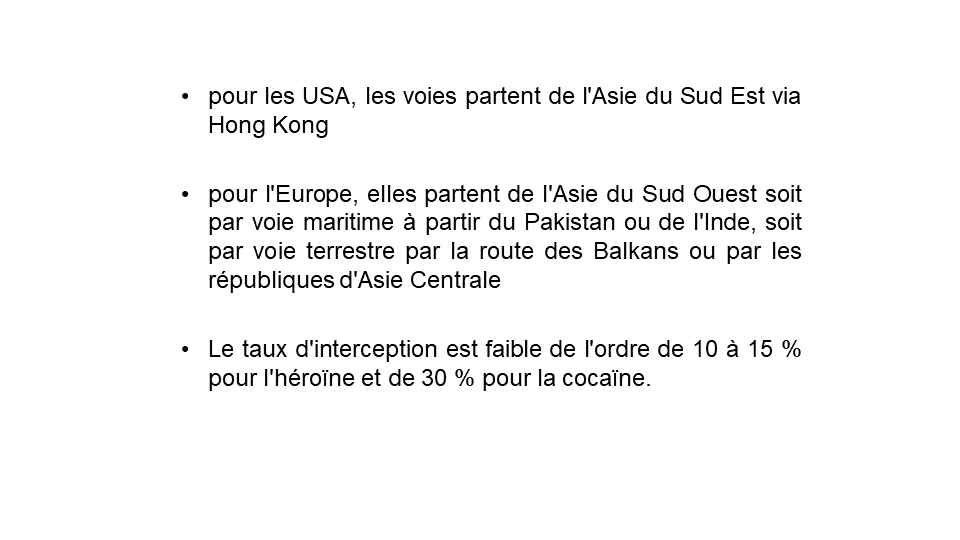 • pour les USA, les voies partent de l'Asie du Sud Est via
Hong Kong
• pour l'Europe, elles partent de l'Asie du Sud Ouest soit
par voie maritime à partir du Pakistan ou de l'Inde, soit
par voie terrestre par la route des Balkans ou par les
républiques d'Asie Centrale
• Le taux d'interception est faible de l'ordre de 10 à 15 %
pour l'héroïne et de 30 % pour la cocaïne.